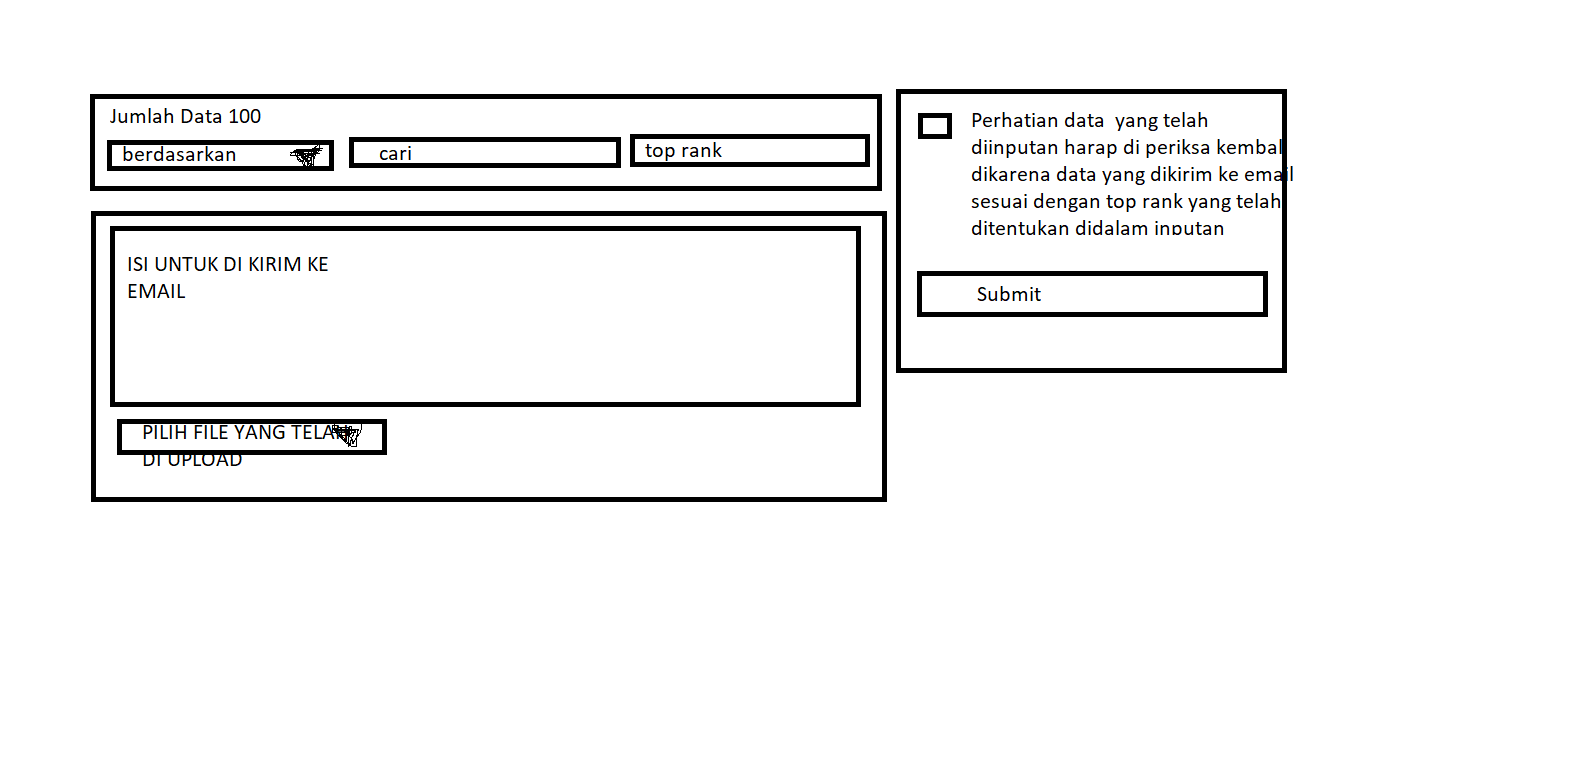 Jumlah Data 100
berdasarkan
cari
top rank
ISI UNTUK DI KIRIM KE
EMAIL
PILIH FILE YANG TELAH
DI UPLOAD
Perhatian data  yang telah
diinputan harap di periksa kembali
dikarena data yang dikirim ke email
sesuai dengan top rank yang telah
ditentukan didalam inputan
Submit